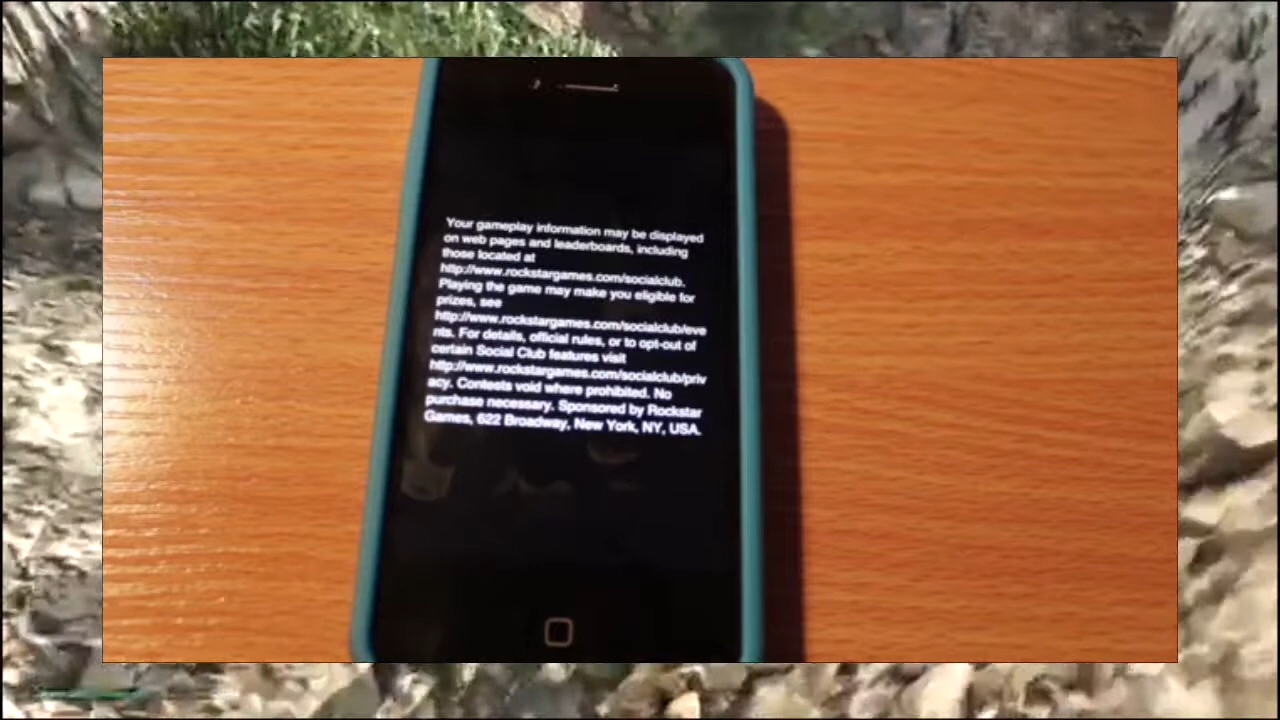 Your gameplay information may be displayed
on web pages and leaderboards, including
those located at
http://www.rockstargames.com/socialclub.
Playing the game may make you eligible for
prizes, see
http://www.rockstargames.com/socialclub/eve
nts. For details, official rules, or to opt-out of
certain Social Club features visit
http://www.rockstargames.com/socialclub/priv
acy. Contests void where prohibited. No
purchase necessary. Sponsored by Rockstar
Games, 622 Broadway, New York, NY, USA.